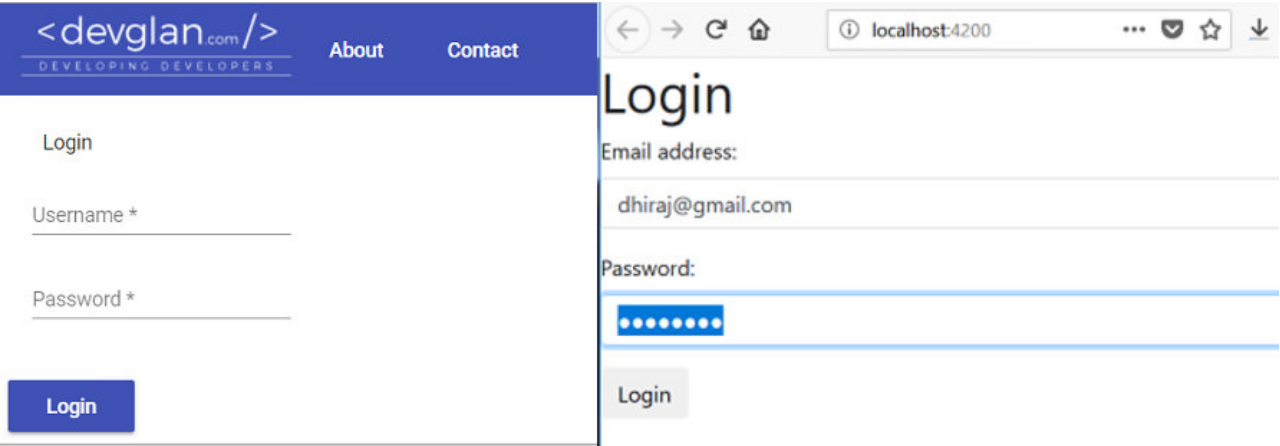 <devglan.com/>
DEVELOPING DEVELOPERS
About
Contact
Login
Username *
Password *
Login
localhost:4200
Login
Email address:
dhiraj@gmail.com
Password:
••••••••
Login